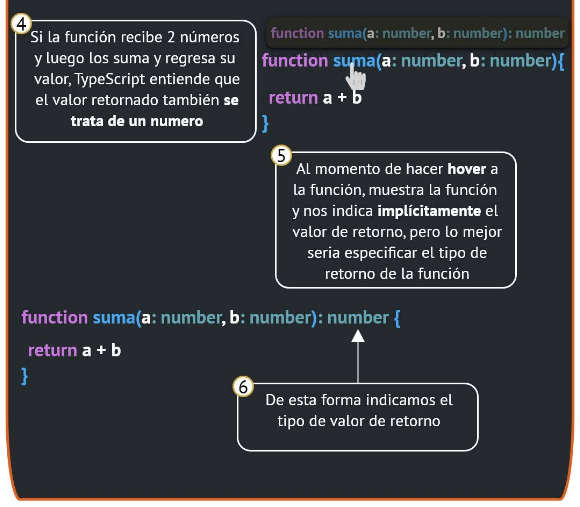 4
Si la función recibe 2 números
y luego los suma y regresa su
valor, TypeScript entiende que
el valor retornado también se
trata de un numero
function suma(a: number, b: number): number
function suma(a: number, b: number){
return a + b
}
5
Al momento de hacer hover a
la función, muestra la función
y nos indica implícitamente el
valor de retorno, pero lo mejor
seria especificar el tipo de
retorno de la función
function suma(a: number, b: number): number {
return a + b
}
6
De esta forma indicamos el
tipo de valor de retorno